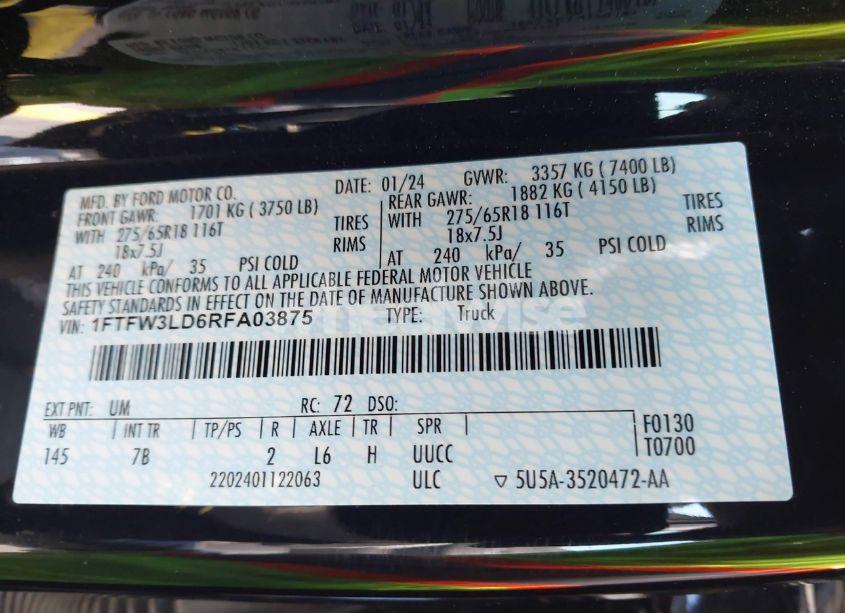 MFD. BY FORD MOTOR CO. DATE: 01/24 GVWR: 3357 KG ( 7400 LB)
FRONT GAWR: 1701 KG ( 3750 LB) REAR GAWR: 1882 KG ( 4150 LB)
WITH 275/65R18 116T TIRES WITH 275/65R18 116T TIRES
18x7.5J RIMS 18x7.5J RIMS
AT 240 kPa/ 35 PSI COLD AT 240 kPa/ 35 PSI COLD
THIS VEHICLE CONFORMS TO ALL APPLICABLE FEDERAL MOTOR VEHICLE
SAFETY STANDARDS IN EFFECT ON THE DATE OF MANUFACTURE SHOWN ABOVE.
VIN: 1FTFW3LD6RFA03875 TYPE: Truck
EXT PNT: UM RC: 72 DSO:
WB INT TR TP/PS R AXLE TR SPR F0130
145 7B 2 L6 H UUCC T0700
2202401122063 ULC ▽ 5U5A-3520472-AA